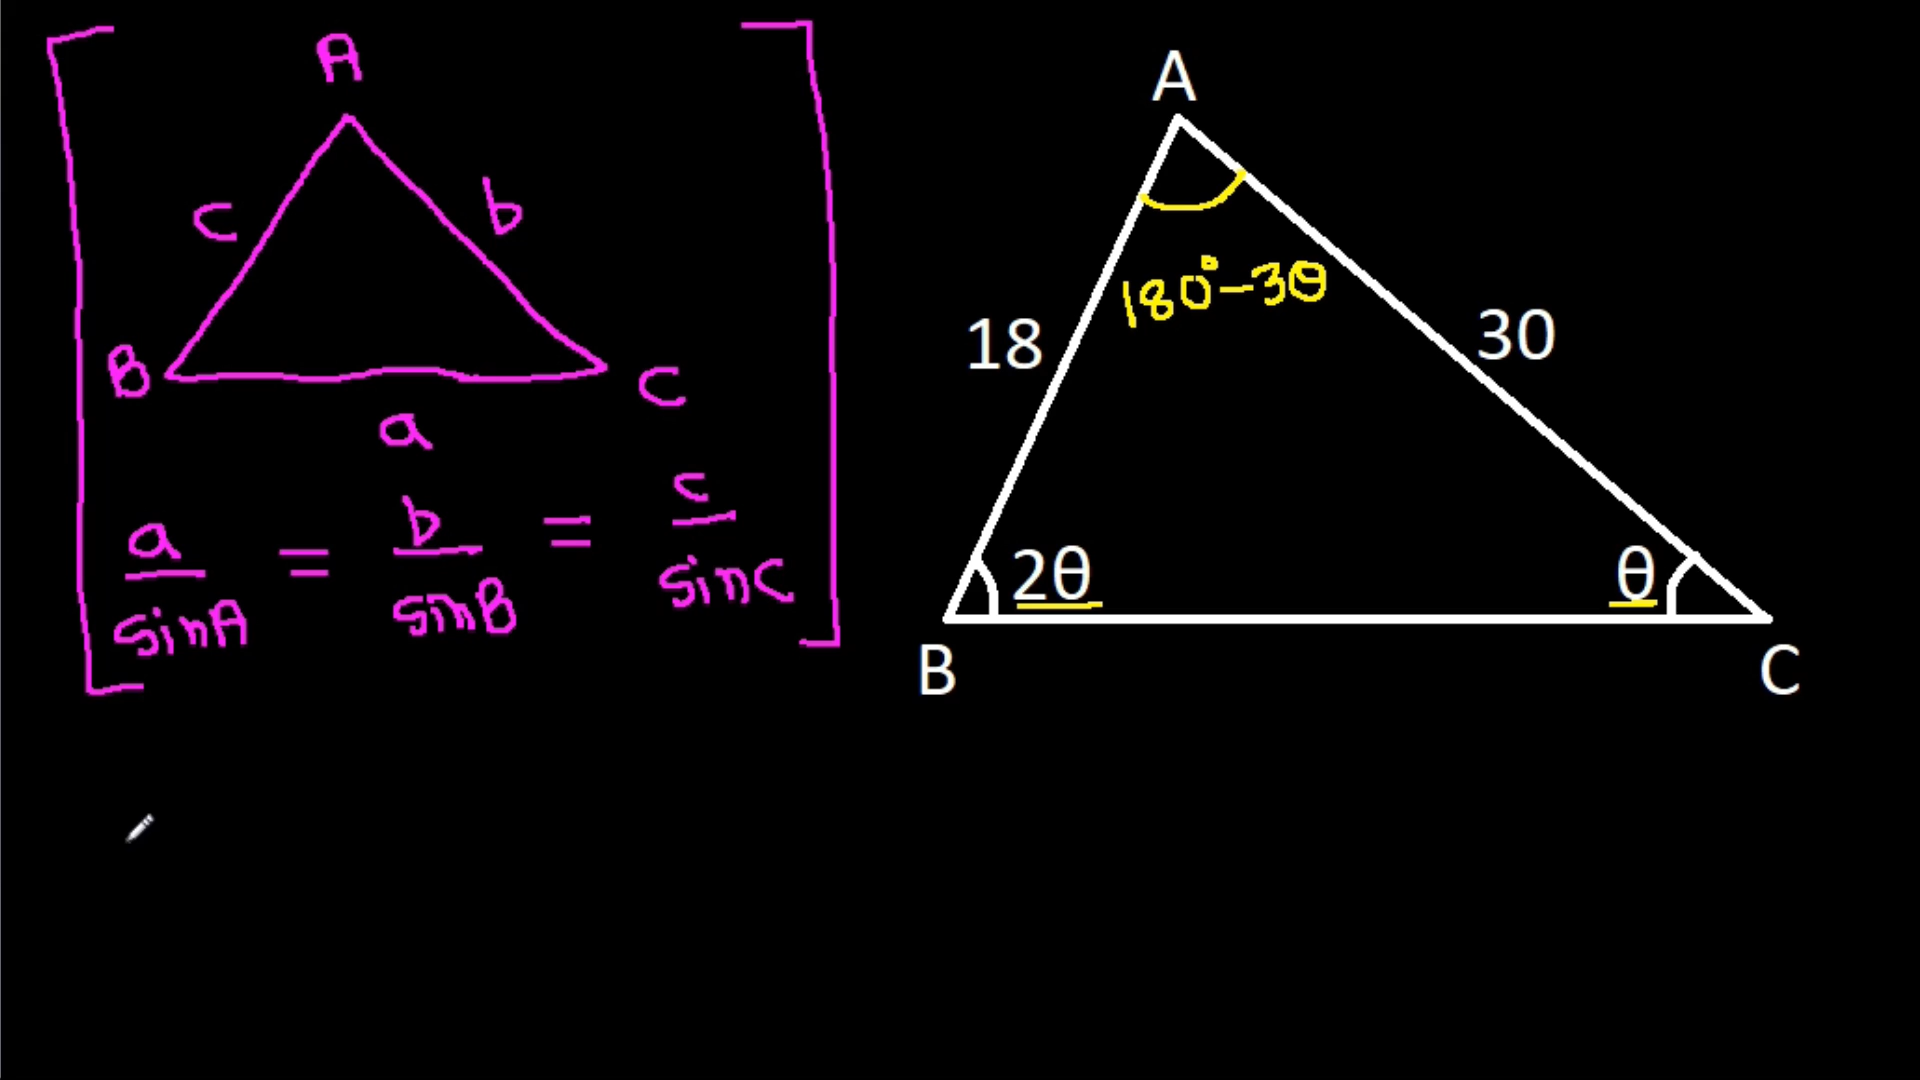 A
c
b
B
C
a
a/sinA = b/sinB = c/sinC
A
180°-3θ
18
30
2θ
θ
B
C